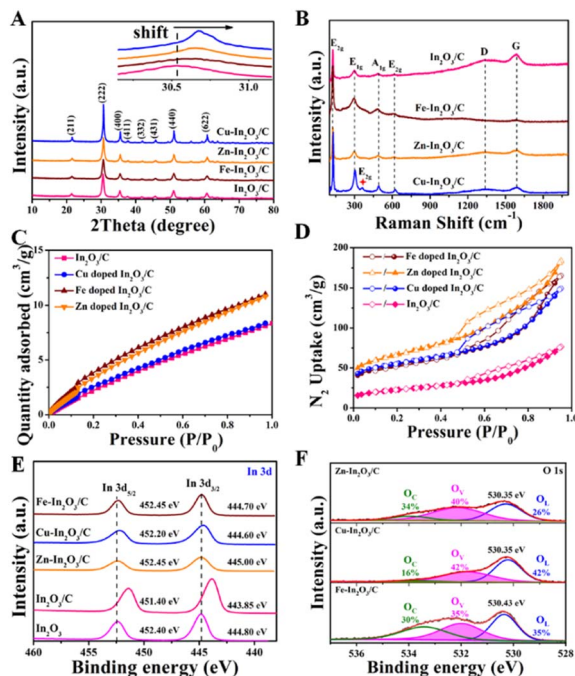 A
shift
30.5 31.0
(211)
(222)
(400)
(411)
(332)
(431)
(440)
(622)
Cu-In2O3/C
Zn-In2O3/C
Fe-In2O3/C
In2O3/C
Intensity (a.u.)
10 20 30 40 50 60 70 80
2Theta (degree)
B
E2g
E1g
A1g
E2g
D
G
In2O3/C
Fe-In2O3/C
Zn-In2O3/C
E2g
Cu-In2O3/C
Intensity (a.u.)
500 1000 1500
Raman Shift (cm-1)
C
In2O3/C
Cu doped In2O3/C
Fe doped In2O3/C
Zn doped In2O3/C
Quantity adsorbed (cm3/g)
0
5
10
0.0 0.2 0.4 0.6 0.8 1.0
Pressure (P/P0)
D
Fe doped In2O3/C
Zn doped In2O3/C
Cu doped In2O3/C
In2O3/C
N2 Uptake (cm3/g)
0
50
100
150
200
0.0 0.2 0.4 0.6 0.8 1.0
Pressure (P/P0)
E
In 3d
In 3d5/2
In 3d3/2
Fe-In2O3/C 452.45 eV 444.70 eV
Cu-In2O3/C 452.20 eV 444.60 eV
Zn-In2O3/C 452.45 eV 445.00 eV
In2O3/C 451.40 eV 443.85 eV
In2O3 452.40 eV 444.80 eV
Intensity (a.u.)
460 455 450 445 440
Binding energy (eV)
F
O 1s
Zn-In2O3/C
OC
34%
OV
40%
530.35 eV
OL
26%
Cu-In2O3/C
OC
16%
OV
42%
530.35 eV
OL
42%
Fe-In2O3/C
OC
30%
OV
35%
530.43 eV
OL
35%
Intensity (a.u.)
536 534 532 530 528
Binding energy (eV)